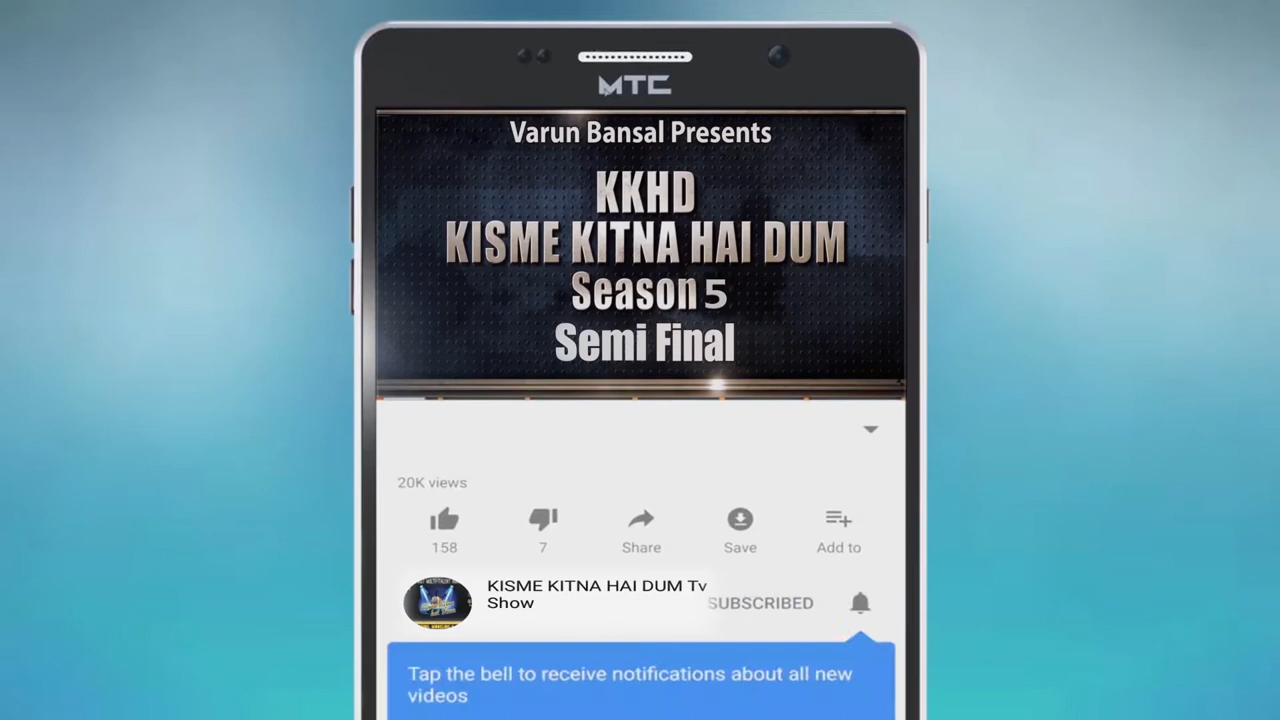 MTC
Varun Bansal Presents
KKHD
KISME KITNA HAI DUM
Season 5
Semi Final
20K views
158
7
Share
Save
Add to
KISME KITNA HAI DUM Tv
Show
SUBSCRIBED
Tap the bell to receive notifications about all new
videos